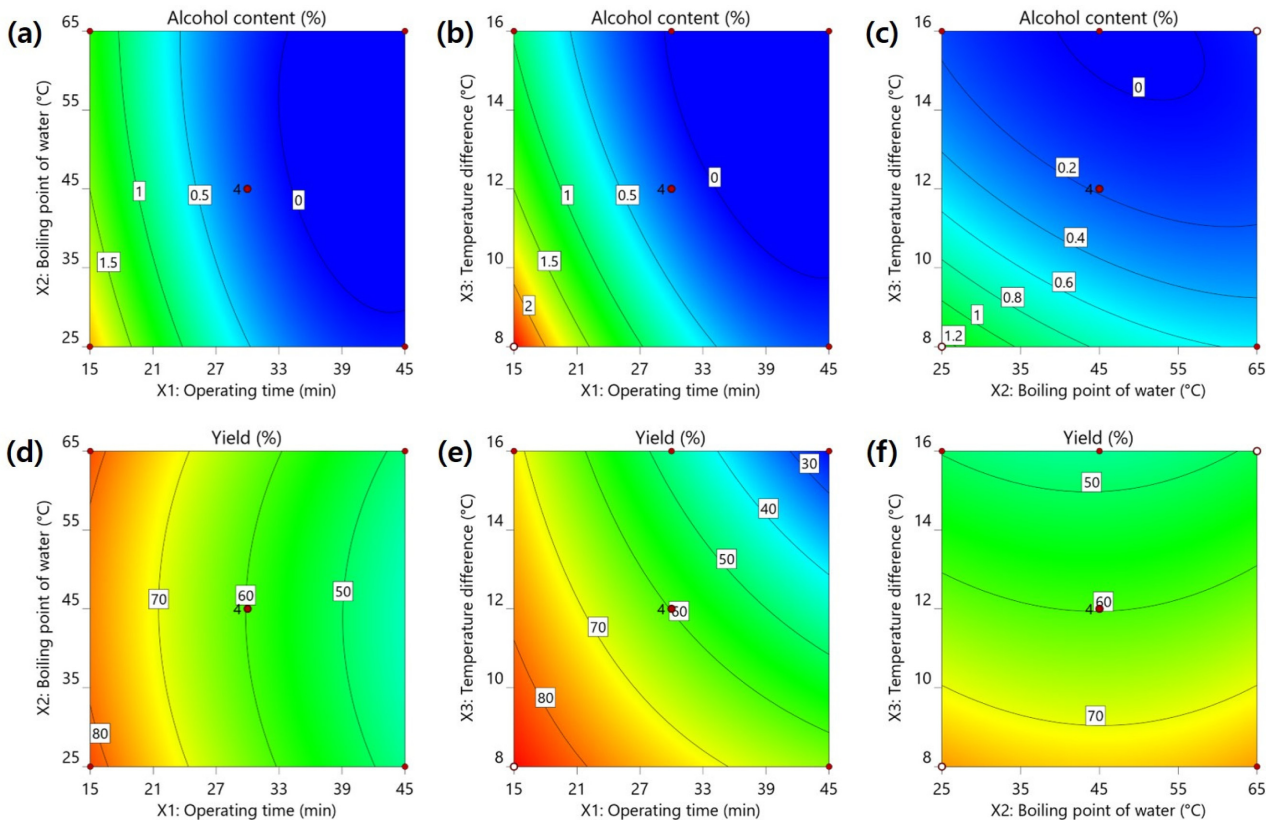 (a)
Alcohol content (%)
X2: Boiling point of water (°C)
65
55
45
35
25
1.5
1
0.5
4
0
15 21 27 33 39 45
X1: Operating time (min)
(b)
Alcohol content (%)
X3: Temperature difference (°C)
16
14
12
10
8
2
1.5
1
0.5
4
0
15 21 27 33 39 45
X1: Operating time (min)
(c)
Alcohol content (%)
X3: Temperature difference (°C)
16
14
12
10
8
0
0.2
4
0.4
0.6
0.8
1
1.2
25 35 45 55 65
X2: Boiling point of water (°C)
(d)
Yield (%)
X2: Boiling point of water (°C)
65
55
45
35
25
80
70
60
4
50
15 21 27 33 39 45
X1: Operating time (min)
(e)
Yield (%)
X3: Temperature difference (°C)
16
14
12
10
8
30
40
50
4
60
70
80
15 21 27 33 39 45
X1: Operating time (min)
(f)
Yield (%)
X3: Temperature difference (°C)
16
14
12
10
8
50
60
4
70
25 35 45 55 65
X2: Boiling point of water (°C)